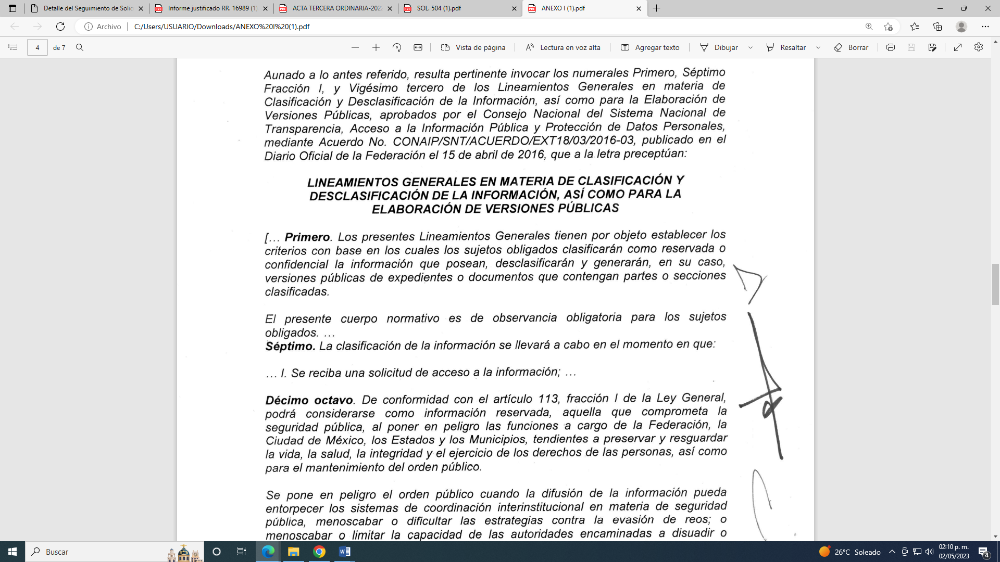 Detalle del Seguimiento de Solic
Informe justificado RR. 16989 (1)
ACTA TERCERA ORDINARIA-202
SOL. 504 (1).pdf
ANEXO I (1).pdf
Archivo
C:/Users/USUARIO/Downloads/ANEXO%20I%20(1).pdf
4 de 7
Vista de página
Lectura en voz alta
Agregar texto
Dibujar
Resaltar
Borrar
Aunado a lo antes referido, resulta pertinente invocar los numerales Primero, Séptimo
Fracción I, y Vigésimo tercero de los Lineamientos Generales en materia de
Clasificación y Desclasificación de la Información, así como para la Elaboración de
Versiones Públicas, aprobados por el Consejo Nacional del Sistema Nacional de
Transparencia, Acceso a la Información Pública y Protección de Datos Personales,
mediante Acuerdo No. CONAIP/SNT/ACUERDO/EXT18/03/2016-03, publicado en el
Diario Oficial de la Federación el 15 de abril de 2016, que a la letra preceptúan:
LINEAMIENTOS GENERALES EN MATERIA DE CLASIFICACIÓN Y
DESCLASIFICACIÓN DE LA INFORMACIÓN, ASÍ COMO PARA LA
ELABORACIÓN DE VERSIONES PÚBLICAS
[… Primero. Los presentes Lineamientos Generales tienen por objeto establecer los
criterios con base en los cuales los sujetos obligados clasificarán como reservada o
confidencial la información que posean, desclasificarán y generarán, en su caso,
versiones públicas de expedientes o documentos que contengan partes o secciones
clasificadas.
El presente cuerpo normativo es de observancia obligatoria para los sujetos
obligados. …
Séptimo. La clasificación de la información se llevará a cabo en el momento en que:
… I. Se reciba una solicitud de acceso a la información; …
Décimo octavo. De conformidad con el artículo 113, fracción I de la Ley General,
podrá considerarse como información reservada, aquella que comprometa la
seguridad pública, al poner en peligro las funciones a cargo de la Federación, la
Ciudad de México, los Estados y los Municipios, tendientes a preservar y resguardar
la vida, la salud, la integridad y el ejercicio de los derechos de las personas, así como
para el mantenimiento del orden público.
Se pone en peligro el orden público cuando la difusión de la información pueda
entorpecer los sistemas de coordinación interinstitucional en materia de seguridad
pública, menoscabar o dificultar las estrategias contra la evasión de reos; o
menoscabar o limitar la capacidad de las autoridades encaminadas a disuadir o
Buscar
26°C Soleado
02:10 p. m.
02/05/2023
4